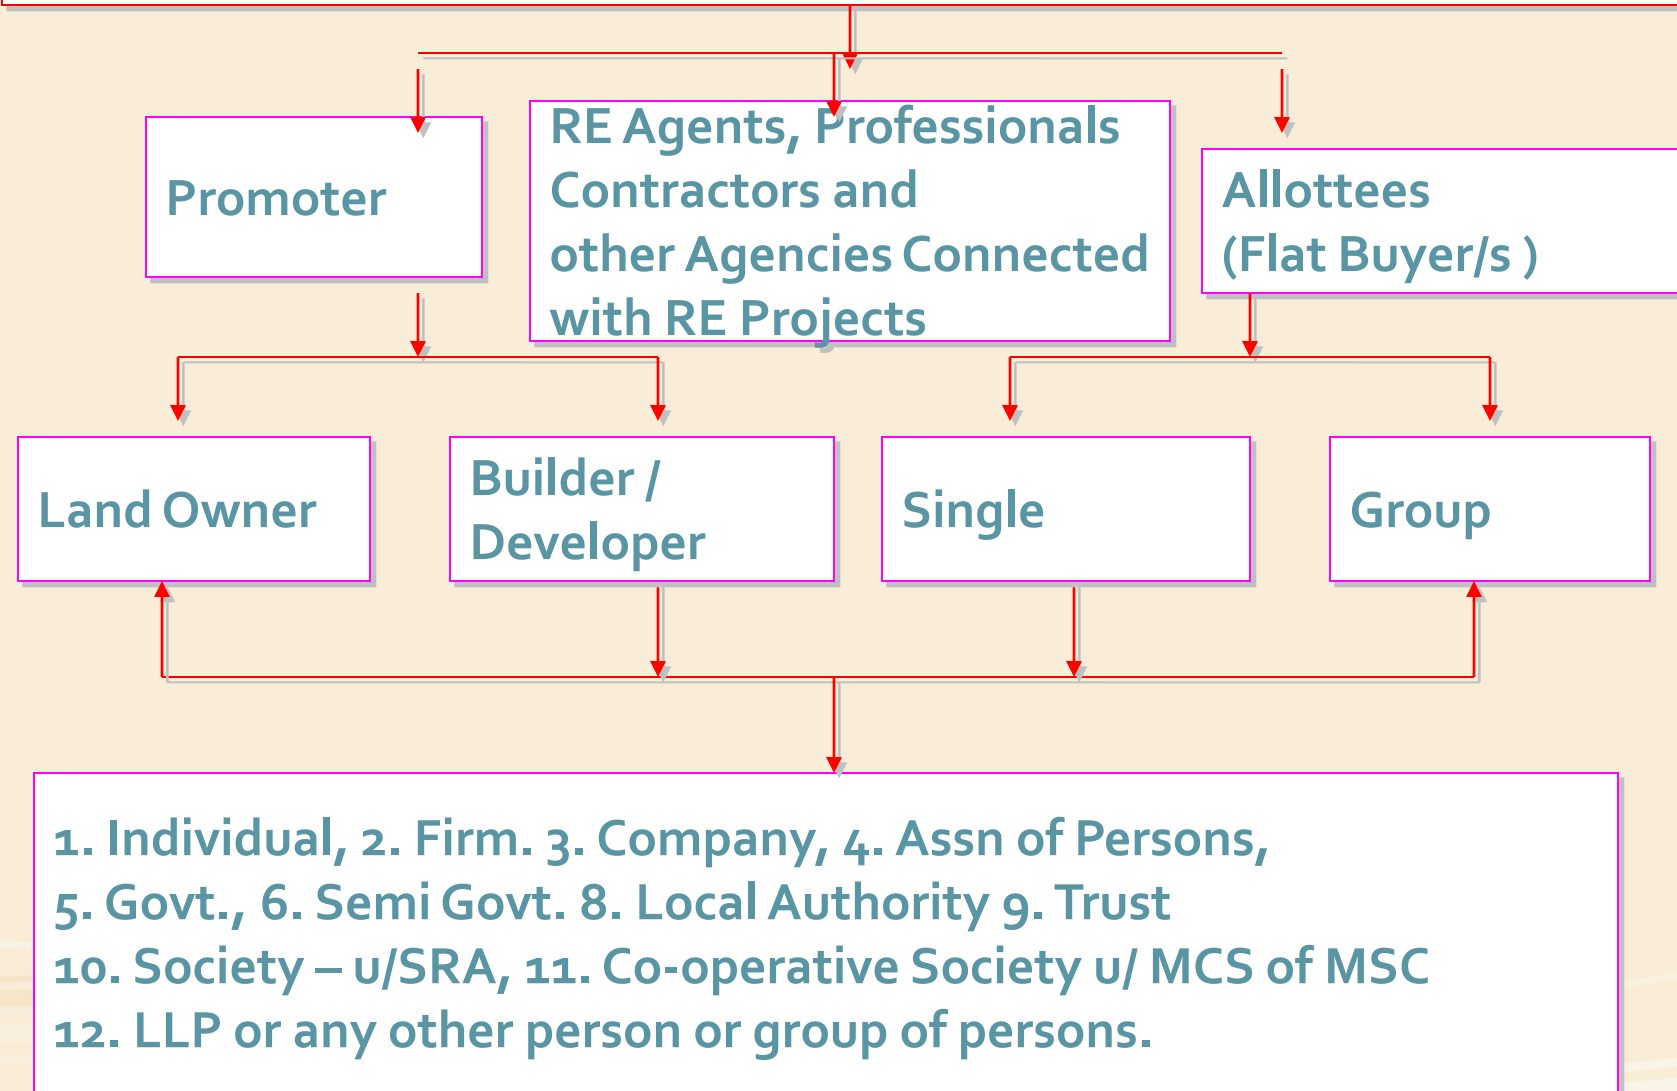 Promoter
RE Agents, Professionals
Contractors and
other Agencies Connected
with RE Projects
Allottees
(Flat Buyer/s )
Land Owner
Builder /
Developer
Single
Group
1. Individual, 2. Firm. 3. Company, 4. Assn of Persons,
5. Govt., 6. Semi Govt. 8. Local Authority 9. Trust
10. Society – u/SRA, 11. Co-operative Society u/ MCS of MSC
12. LLP or any other person or group of persons.